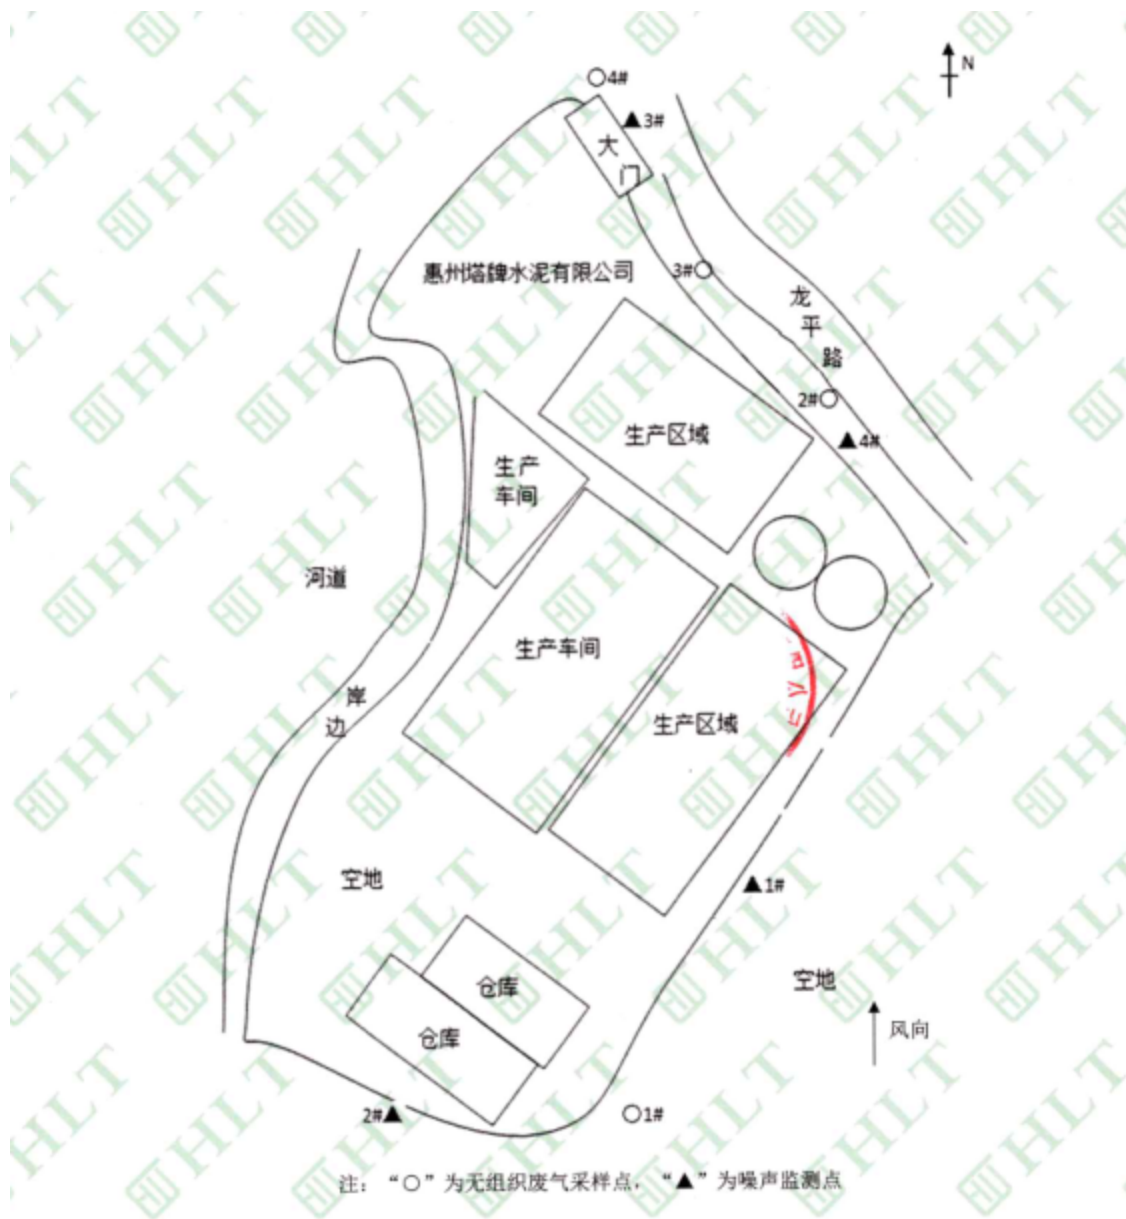 ○4#
N
▲3#
大
门
惠州塔牌水泥有限公司
3#○
龙
平
路
2#○
▲4#
生产区域
生产
车间
河道
生产车间
岸
边
生产区域
空地
▲1#
仓库
空地
仓库
风向
2#▲
○1#
注：“○”为无组织废气采样点，“▲”为噪声监测点
HLT